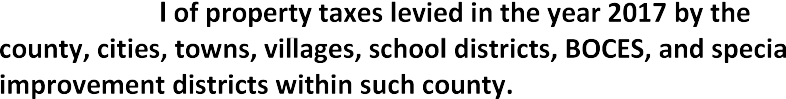 l of property taxes levied in the year 2017 by the
county, cities, towns, villages, school districts, BOCES, and specia
improvement districts within such county.